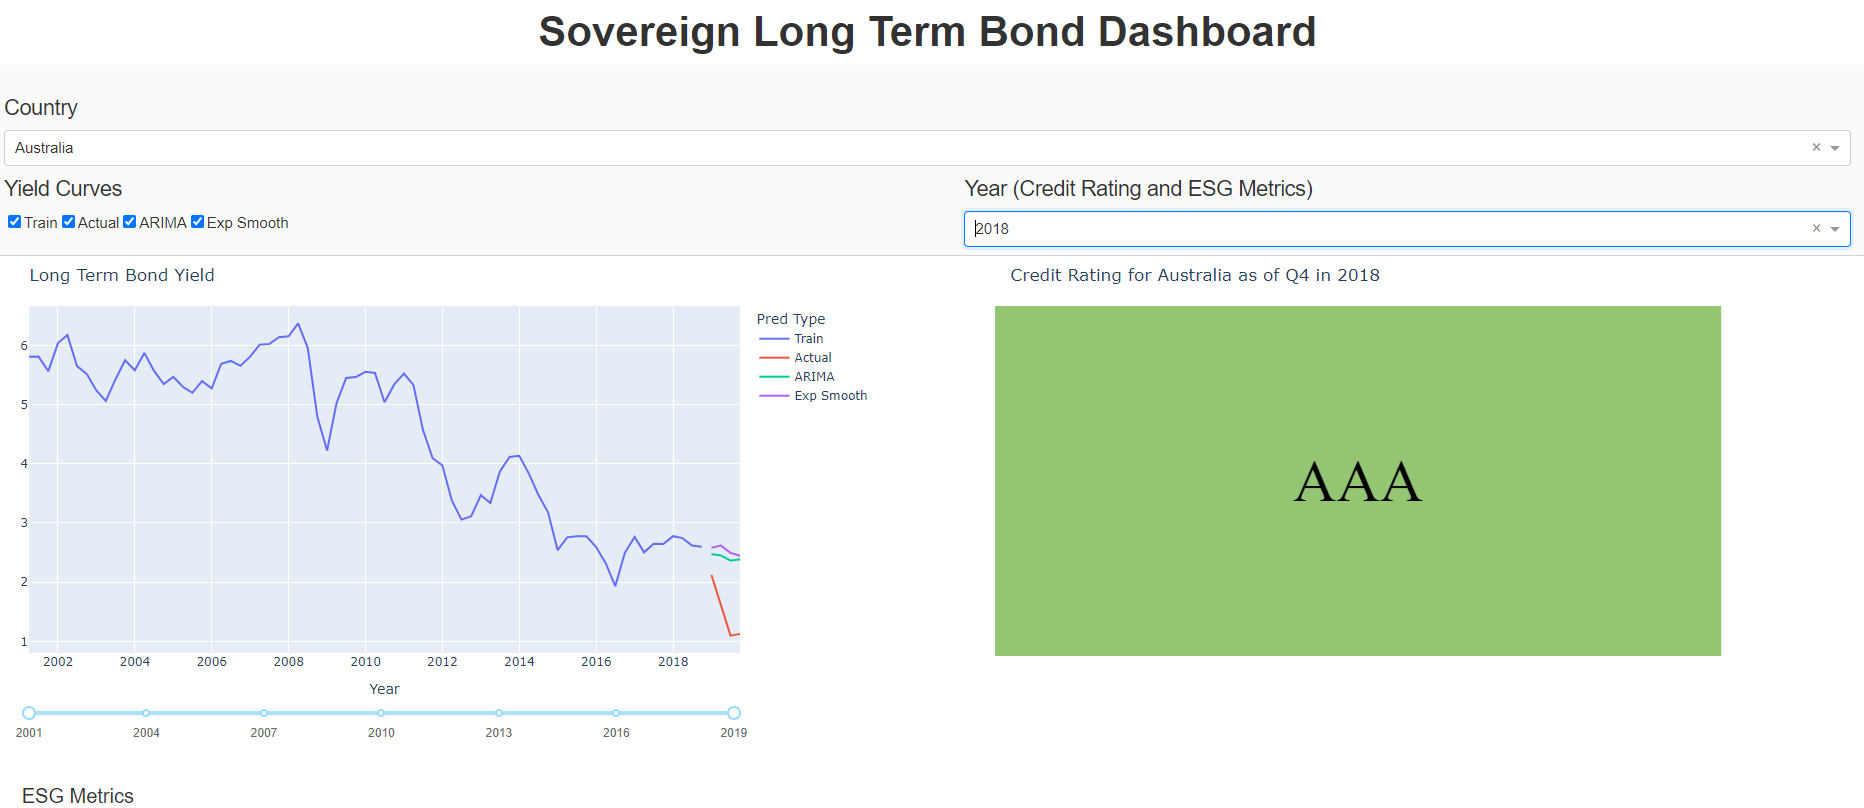 Sovereign Long Term Bond Dashboard
Country
Australia
Yield Curves
Train Actual ARIMA Exp Smooth
Year (Credit Rating and ESG Metrics)
2018
Long Term Bond Yield
6
5
4
3
2
1
2002 2004 2006 2008 2010 2012 2014 2016 2018
Year
Pred Type
Train
Actual
ARIMA
Exp Smooth
2001 2004 2007 2010 2013 2016 2019
Credit Rating for Australia as of Q4 in 2018
AAA
ESG Metrics